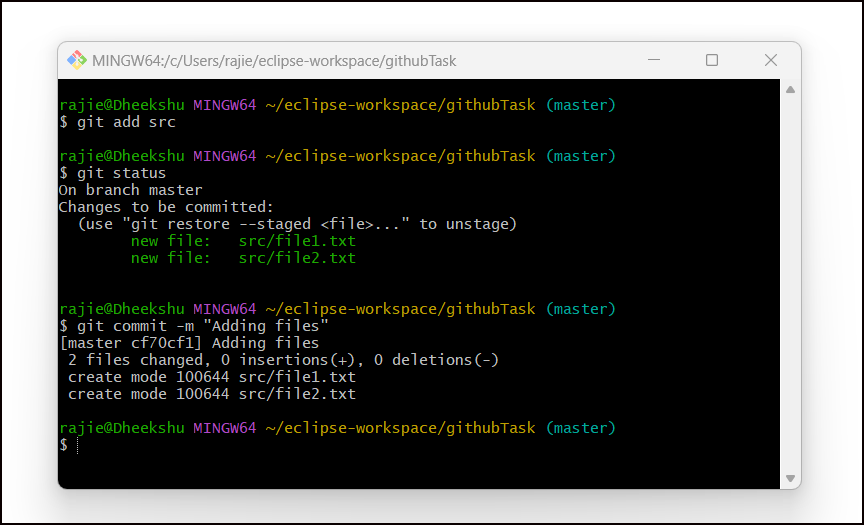 MINGW64:/c/Users/rajie/eclipse-workspace/githubTask
rajie@Dheekshu MINGW64 ~/eclipse-workspace/githubTask (master)
$ git add src
rajie@Dheekshu MINGW64 ~/eclipse-workspace/githubTask (master)
$ git status
On branch master
Changes to be committed:
  (use "git restore --staged <file>..." to unstage)
        new file:   src/file1.txt
        new file:   src/file2.txt
rajie@Dheekshu MINGW64 ~/eclipse-workspace/githubTask (master)
$ git commit -m "Adding files"
[master cf70cf1] Adding files
 2 files changed, 0 insertions(+), 0 deletions(-)
 create mode 100644 src/file1.txt
 create mode 100644 src/file2.txt
rajie@Dheekshu MINGW64 ~/eclipse-workspace/githubTask (master)
$